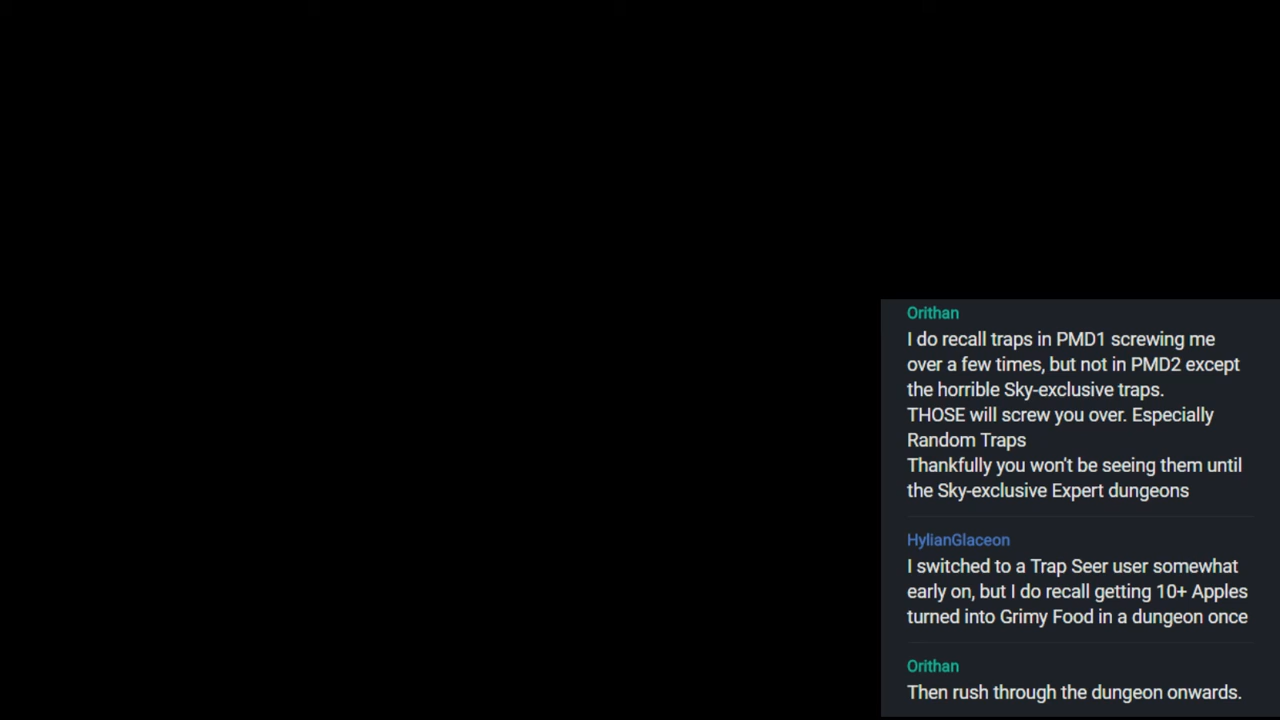 Orithan
I do recall traps in PMD1 screwing me
over a few times, but not in PMD2 except
the horrible Sky-exclusive traps.
THOSE will screw you over. Especially
Random Traps
Thankfully you won't be seeing them until
the Sky-exclusive Expert dungeons
HylianGlaceon
I switched to a Trap Seer user somewhat
early on, but I do recall getting 10+ Apples
turned into Grimy Food in a dungeon once
Orithan
Then rush through the dungeon onwards.